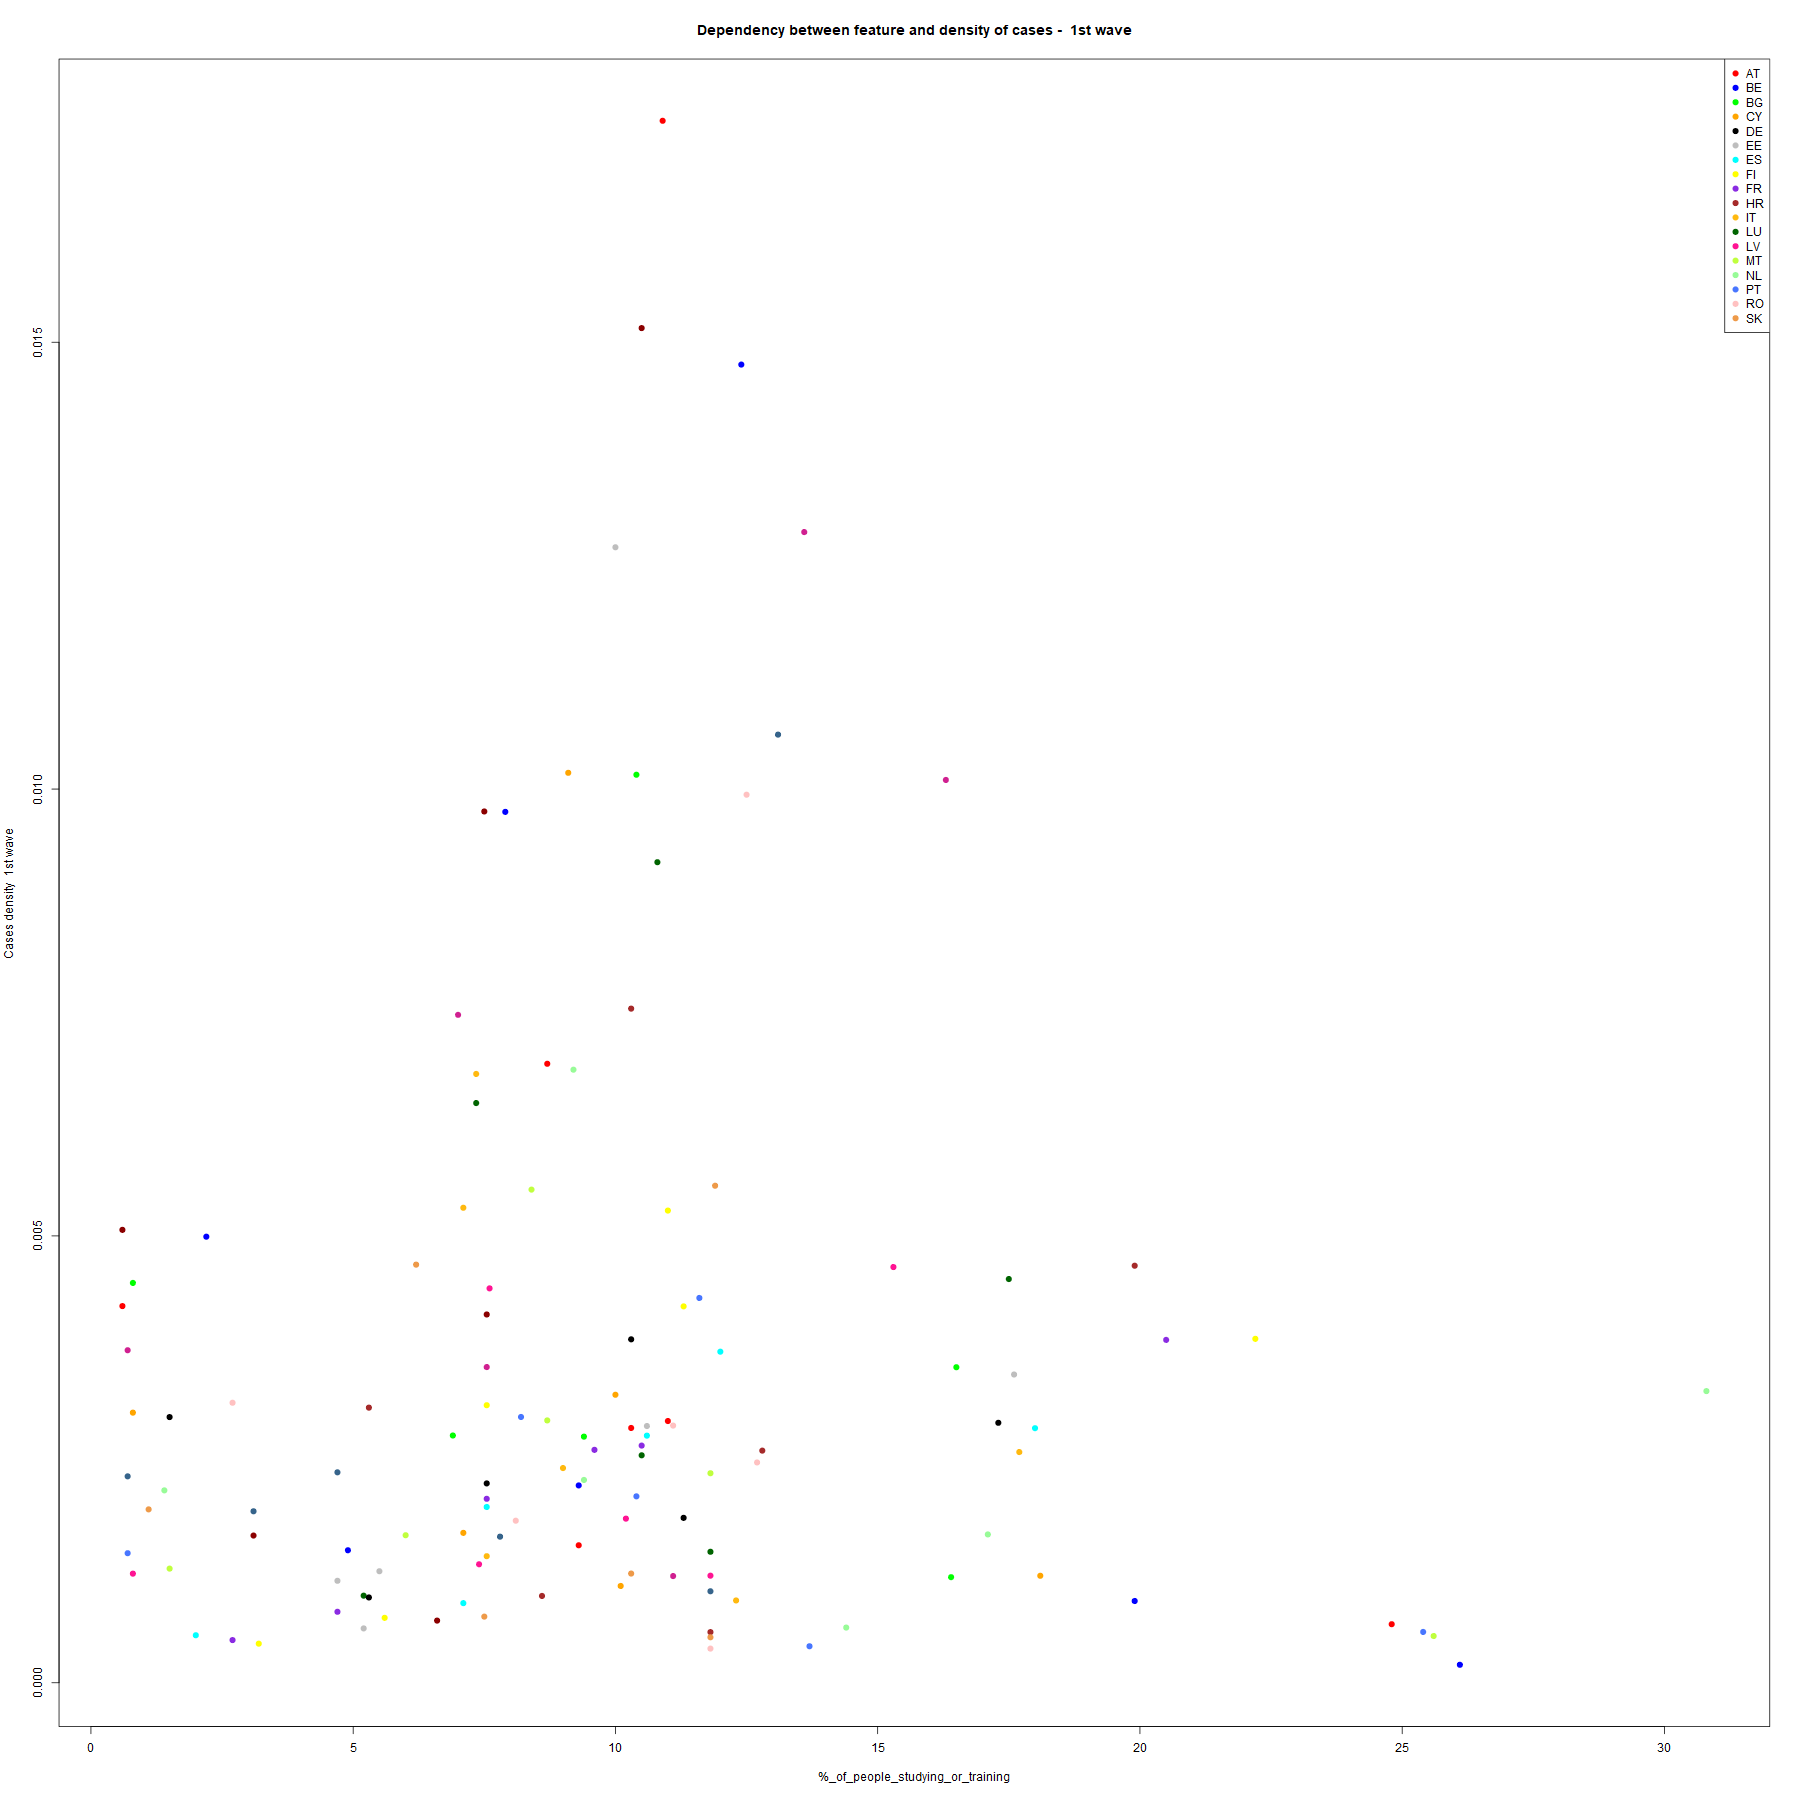 Dependency between feature and density of cases -  1st wave
AT
BE
BG
CY
DE
EE
ES
FI
FR
HR
IT
LU
LV
MT
NL
PT
RO
SK
0.015
0.010
0.005
0.000
Cases density  1st wave
0 5 10 15 20 25 30
%_of_people_studying_or_training